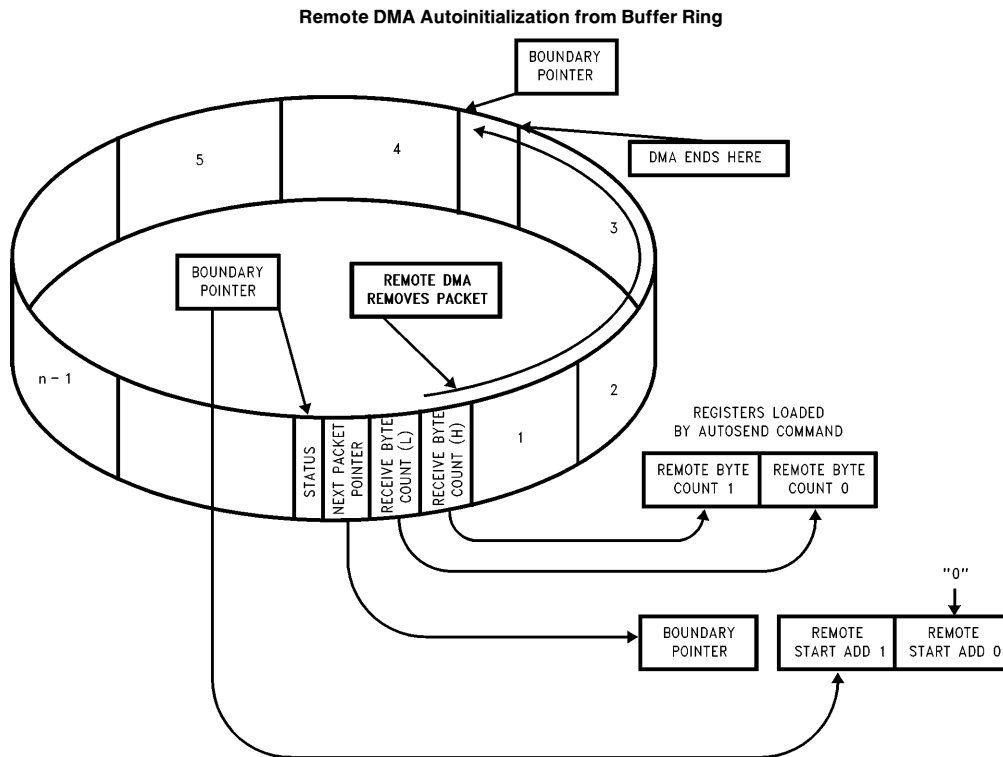 Remote DMA Autoinitialization from Buffer Ring
BOUNDARY
POINTER
DMA ENDS HERE
5
4
3
BOUNDARY
POINTER
REMOTE DMA
REMOVES PACKET
n – 1
STATUS
NEXT PACKET
POINTER
RECEIVE BYTE
COUNT (L)
RECEIVE BYTE
COUNT (H)
1
2
REGISTERS LOADED
BY AUTOSEND COMMAND
REMOTE BYTE
COUNT 1
REMOTE BYTE
COUNT 0
"0"
BOUNDARY
POINTER
REMOTE
START ADD 1
REMOTE
START ADD 0